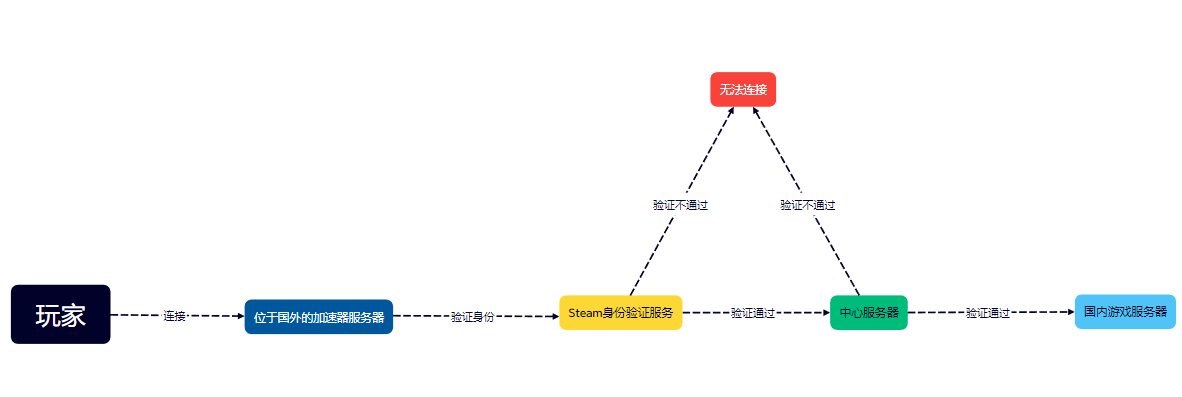 无法连接
验证不通过
验证不通过
玩家
连接
位于国外的加速器服务器
验证身份
Steam身份验证服务
验证通过
中心服务器
验证通过
国内游戏服务器